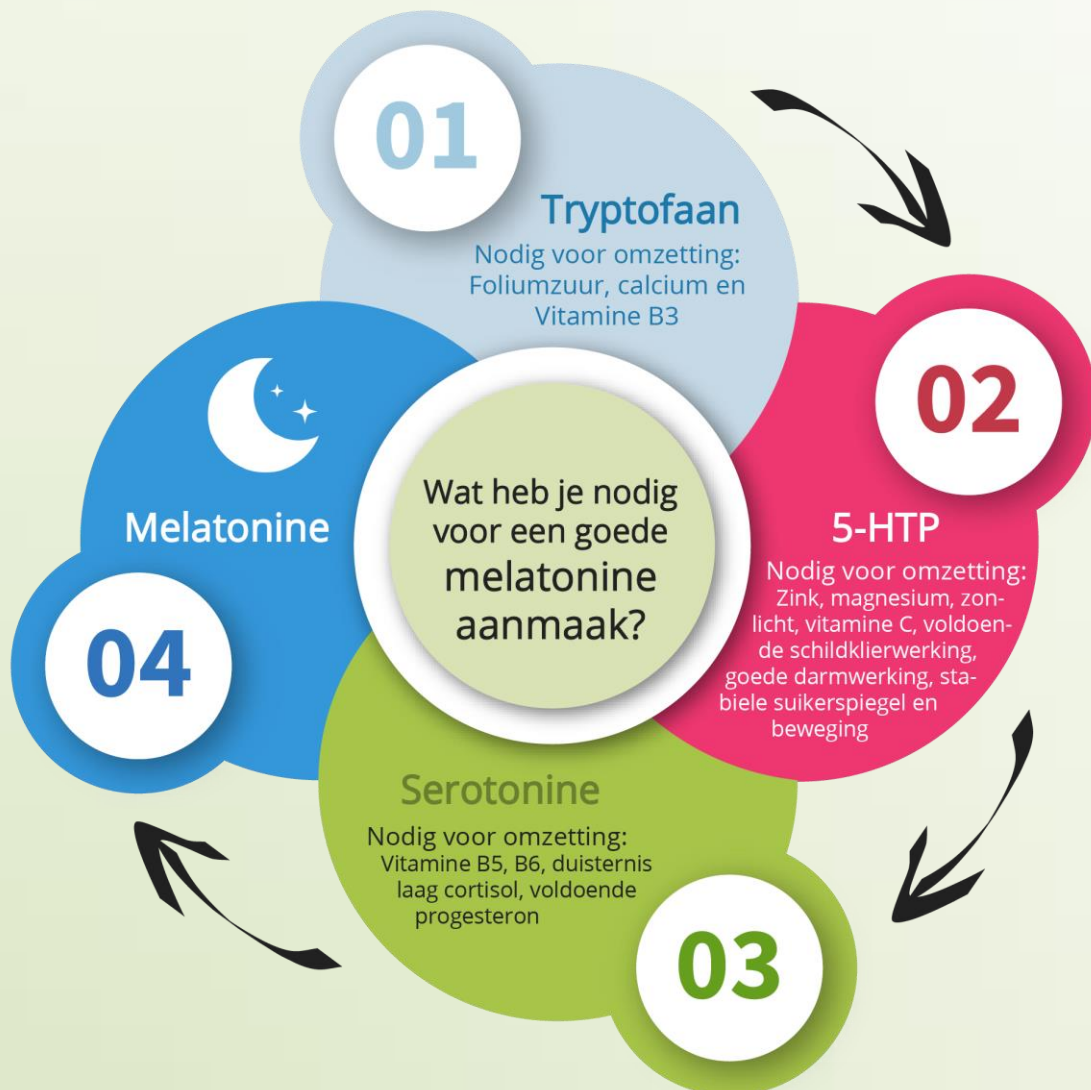 01
Tryptofaan
Nodig voor omzetting:
Foliumzuur, calcium en
Vitamine B3
02
5-HTP
Nodig voor omzetting:
Zink, magnesium, zon-
licht, vitamine C, voldoen-
de schildklierwerking,
goede darmwerking, sta-
biele suikerspiegel en
beweging
Wat heb je nodig
voor een goede
melatonine
aanmaak?
Serotonine
Nodig voor omzetting:
Vitamine B5, B6, duisternis
laag cortisol, voldoende
progesteron
03
Melatonine
04